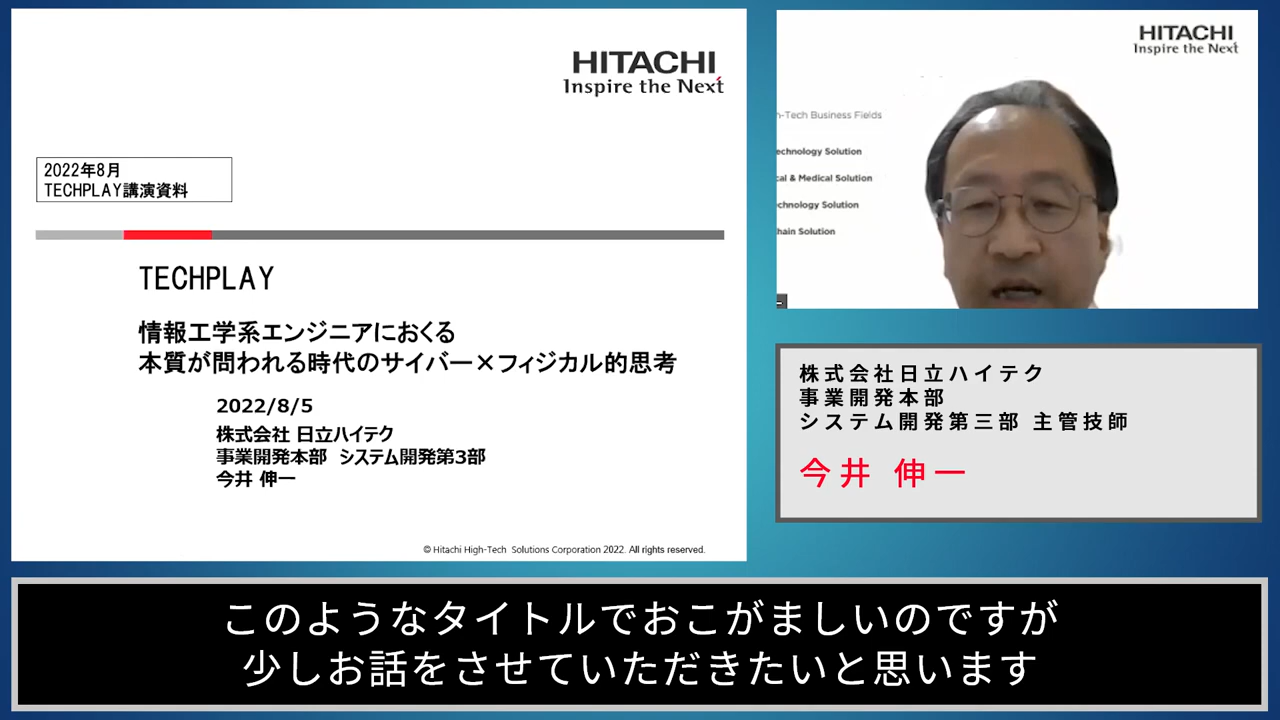 HITACHI
Inspire the Next
2022年8月
TECHPLAY講演資料
TECHPLAY
情報工学系エンジニアにおくる
本質が問われる時代のサイバー×フィジカル的思考
2022/8/5
株式会社 日立ハイテク
事業開発本部 システム開発第3部
今井 伸一
© Hitachi High-Tech Solutions Corporation 2022. All rights reserved.
HITACHI
Inspire the Next
-Tech Business Fields
echnology Solution
al & Medical Solution
chnology Solution
hain Solution
株式会社日立ハイテク
事業開発本部
システム開発第三部 主管技師
今井 伸一
このようなタイトルでおこがましいのですが
少しお話をさせていただきたいと思います